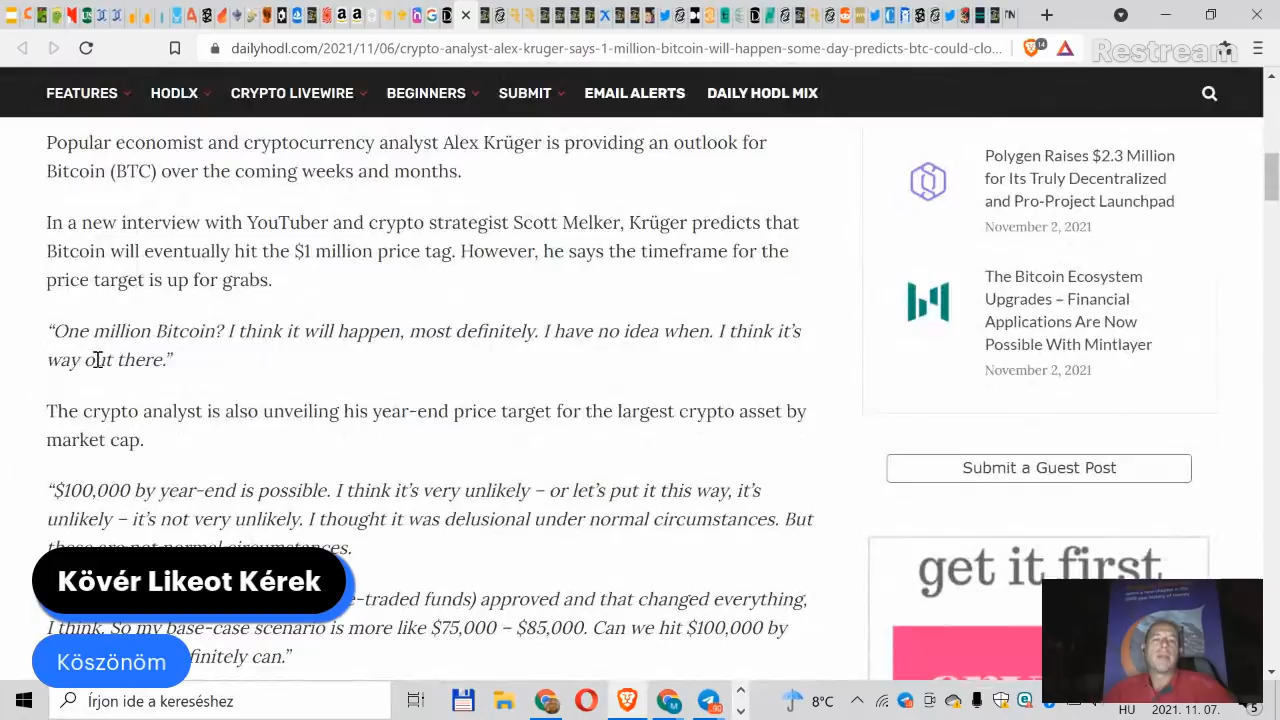 dailyhodl.com/2021/11/06/crypto-analyst-alex-kruger-says-1-million-bitcoin-will-happen-some-day-predicts-btc-could-clo...
14
Restream
FEATURES HODLX CRYPTO LIVEWIRE BEGINNERS SUBMIT EMAIL ALERTS DAILY HODL MIX
Popular economist and cryptocurrency analyst Alex Krüger is providing an outlook for
Bitcoin (BTC) over the coming weeks and months.
In a new interview with YouTuber and crypto strategist Scott Melker, Krüger predicts that
Bitcoin will eventually hit the $1 million price tag. However, he says the timeframe for the
price target is up for grabs.
“One million Bitcoin? I think it will happen, most definitely. I have no idea when. I think it’s
way out there.”
The crypto analyst is also unveiling his year-end price target for the largest crypto asset by
market cap.
“$100,000 by year-end is possible. I think it’s very unlikely – or let’s put it this way, it’s
unlikely – it’s not very unlikely. I thought it was delusional under normal circumstances. But
these are not normal circumstances.
e-traded funds) approved and that changed everything,
I think. So my base-case scenario is more like $75,000 – $85,000. Can we hit $100,000 by
finitely can.”
Polygen Raises $2.3 Million
for Its Truly Decentralized
and Pro-Project Launchpad
November 2, 2021
The Bitcoin Ecosystem
Upgrades – Financial
Applications Are Now
Possible With Mintlayer
November 2, 2021
Submit a Guest Post
get it first
Kövér Likeot Kérek
Köszönöm
Írjon ide a kereséshez
8°C
HU
2021. 11. 07.
5